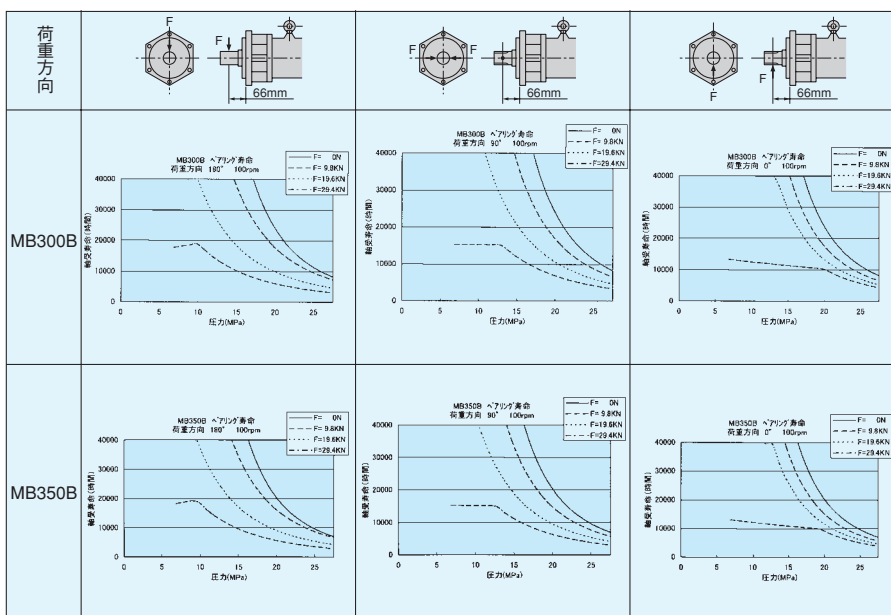 荷重方向
F
F
66mm
F
F
66mm
F
F
66mm
MB300B
MB300B ベアリング寿命
荷重方向 180° 100rpm
F= 0N
F= 9.8KN
F=19.6KN
F=29.4KN
軸受寿命(時間)
40000
30000
20000
10000
0
0 5 10 15 20 25
圧力(MPa)
MB300B ベアリング寿命
荷重方向 90° 100rpm
F= 0N
F= 9.8KN
F=19.6KN
F=29.4KN
軸受寿命(時間)
40000
30000
20000
10000
0
0 5 10 15 20 25
圧力(MPa)
MB300B ベアリング寿命
荷重方向 0° 100rpm
F= 0N
F= 9.8KN
F=19.6KN
F=29.4KN
軸受寿命(時間)
40000
30000
20000
10000
0
0 5 10 15 20 25
圧力(MPa)
MB350B
MB350B ベアリング寿命
荷重方向 180° 100rpm
F= 0N
F= 9.8KN
F=19.6KN
F=29.4KN
軸受寿命(時間)
40000
30000
20000
10000
0
0 5 10 15 20 25
圧力(MPa)
MB350B ベアリング寿命
荷重方向 90° 100rpm
F= 0N
F= 9.8KN
F=19.6KN
F=29.4KN
軸受寿命(時間)
40000
30000
20000
10000
0
0 5 10 15 20 25
圧力(MPa)
MB350B ベアリング寿命
荷重方向 0° 100rpm
F= 0N
F= 9.8KN
F=19.6KN
F=29.4KN
軸受寿命(時間)
40000
30000
20000
10000
0
0 5 10 15 20 25
圧力(MPa)